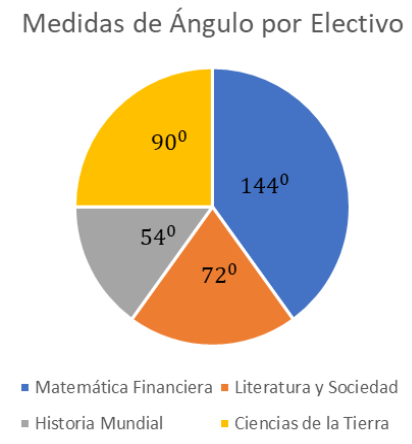 Medidas de Ángulo por Electivo
90⁰
144⁰
54⁰
72⁰
Matemática Financiera Literatura y Sociedad
Historia Mundial Ciencias de la Tierra